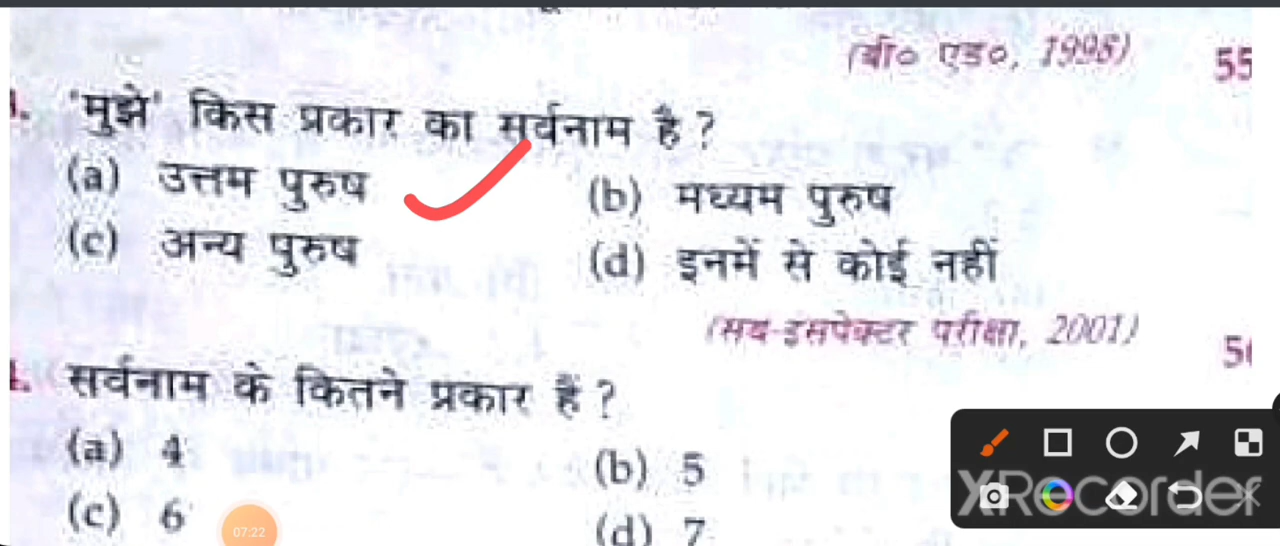 (बी० एड०, 1998) 55
'मुझे' किस प्रकार का सर्वनाम है ?
(a) उत्तम पुरुष (b) मध्यम पुरुष
(c) अन्य पुरुष (d) इनमें से कोई नहीं
(सब-इंसपेक्टर परीक्षा, 2001)
सर्वनाम के कितने प्रकार हैं ?
(a) 4 (b) 5
(c) 6 (d) 7
XRecorder
07:22